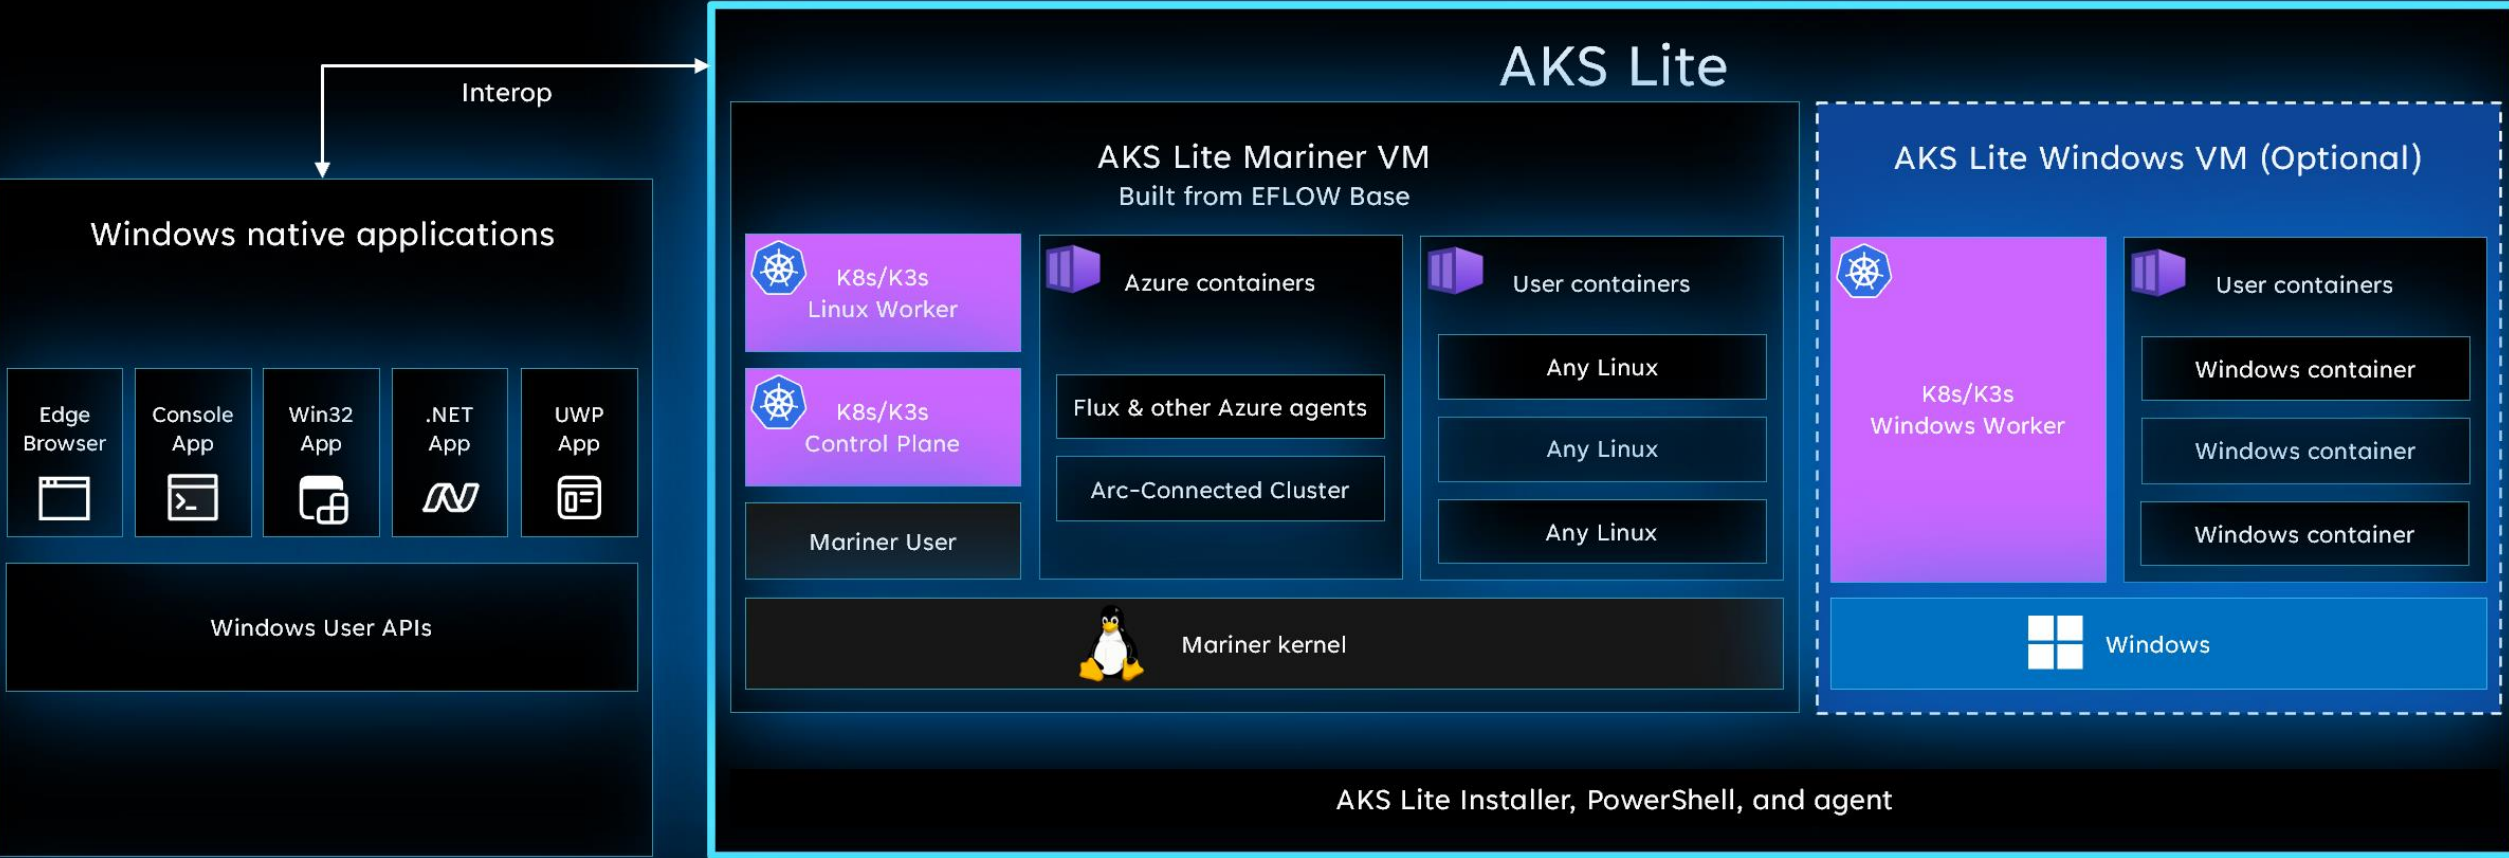 AKS Lite
Interop
Windows native applications
Edge
Browser
Console
App
Win32
App
.NET
App
UWP
App
Windows User APIs
AKS Lite Mariner VM
Built from EFLOW Base
K8s/K3s
Linux Worker
K8s/K3s
Control Plane
Mariner User
Azure containers
Flux & other Azure agents
Arc-Connected Cluster
User containers
Any Linux
Any Linux
Any Linux
Mariner kernel
AKS Lite Windows VM (Optional)
K8s/K3s
Windows Worker
User containers
Windows container
Windows container
Windows container
Windows
AKS Lite Installer, PowerShell, and agent